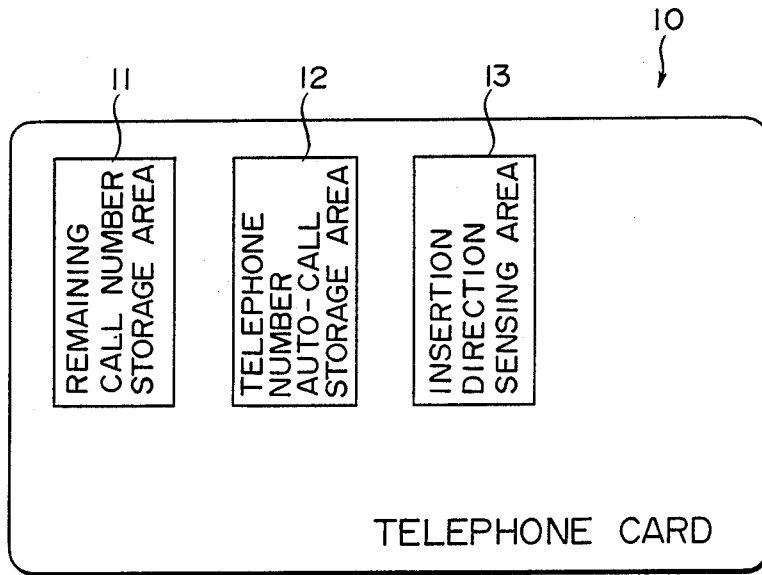 10
11
12
13
REMAINING
CALL NUMBER
STORAGE AREA
TELEPHONE
NUMBER
AUTO-CALL
STORAGE AREA
INSERTION
DIRECTION
SENSING AREA
TELEPHONE CARD